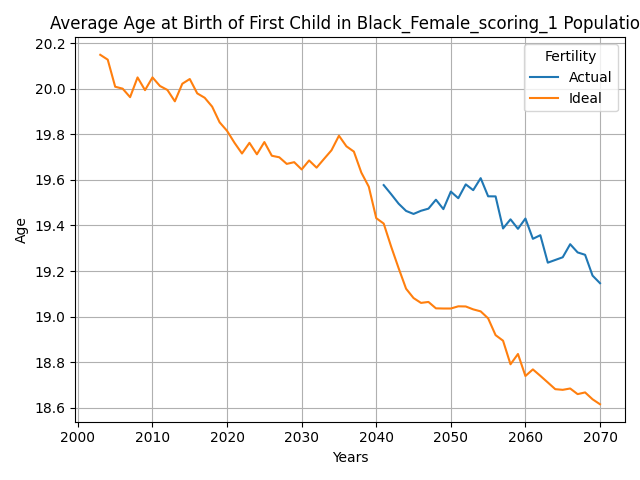 Average Age at Birth of First Child in Black_Female_scoring_1 Populatio
20.2
20.0
19.8
19.6
19.4
19.2
19.0
18.8
18.6
Age
Fertility
Actual
Ideal
2000 2010 2020 2030 2040 2050 2060 2070
Years